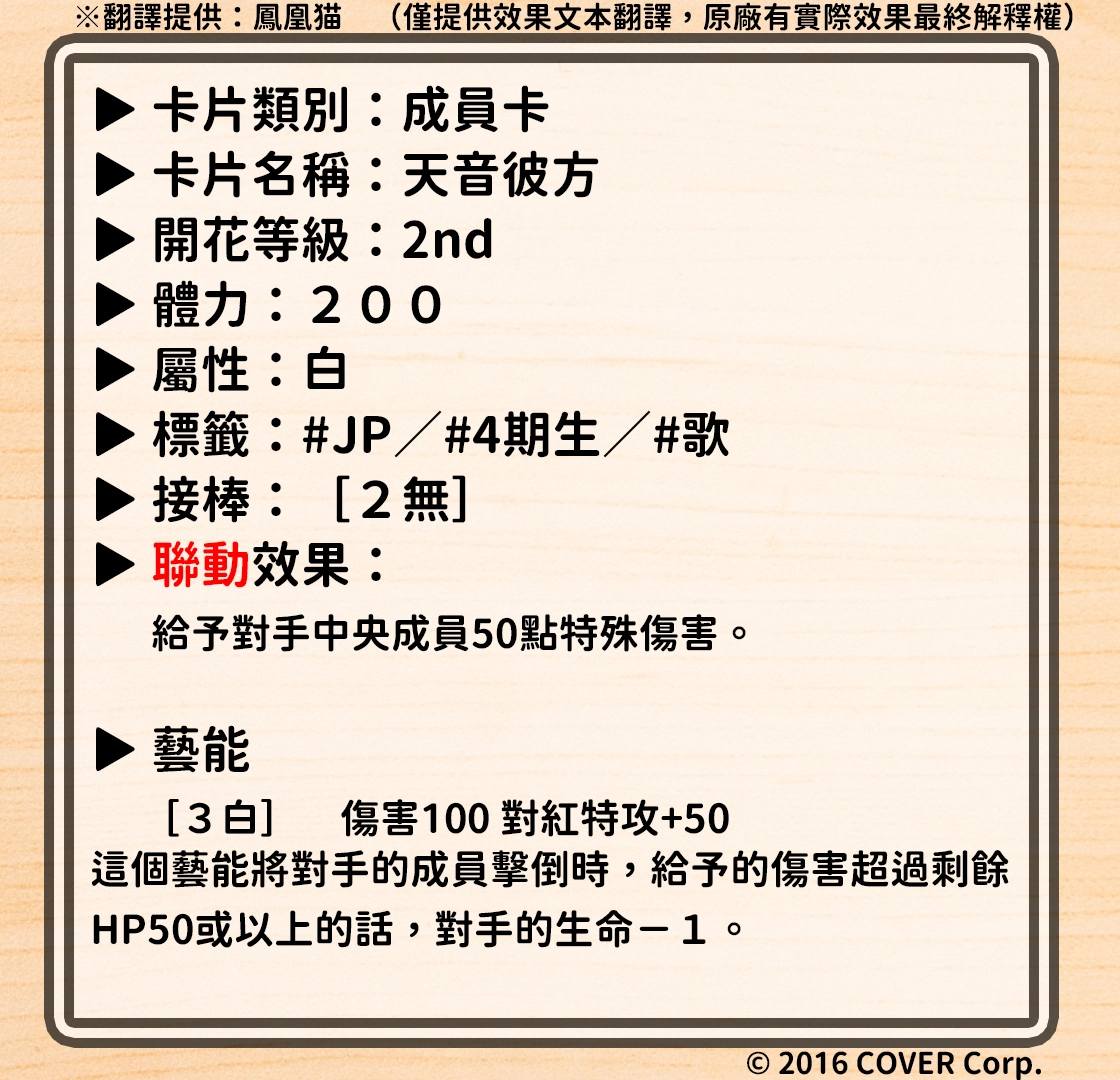 ※翻譯提供：鳳凰猫　（僅提供效果文本翻譯，原廠有實際效果最終解釋權）
▶ 卡片類別：成員卡
▶ 卡片名稱：天音彼方
▶ 開花等級：2nd
▶ 體力：２００
▶ 屬性：白
▶ 標籤：#JP／#4期生／#歌
▶ 接棒：［２無］
▶ 聯動效果：
給予對手中央成員50點特殊傷害。
▶ 藝能
［３白］　傷害100 對紅特攻+50
這個藝能將對手的成員擊倒時，給予的傷害超過剩餘
HP50或以上的話，對手的生命－１。
© 2016 COVER Corp.